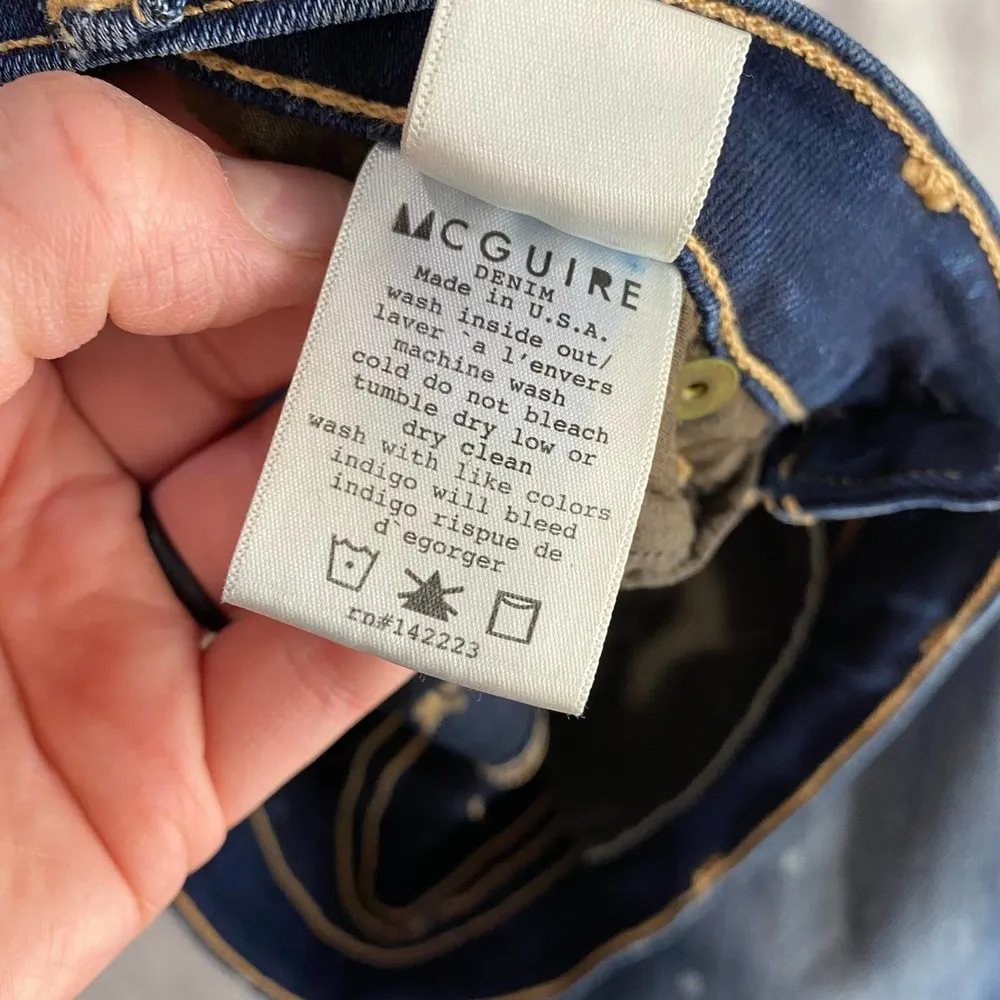 MCGUIRE
DENIM
Made in U.S.A.
wash inside out/
laver `a l'envers
machine wash
cold do not bleach
tumble dry low or
dry clean
wash with like colors
indigo will bleed
indigo rispue de
d`egorger
rn#142223